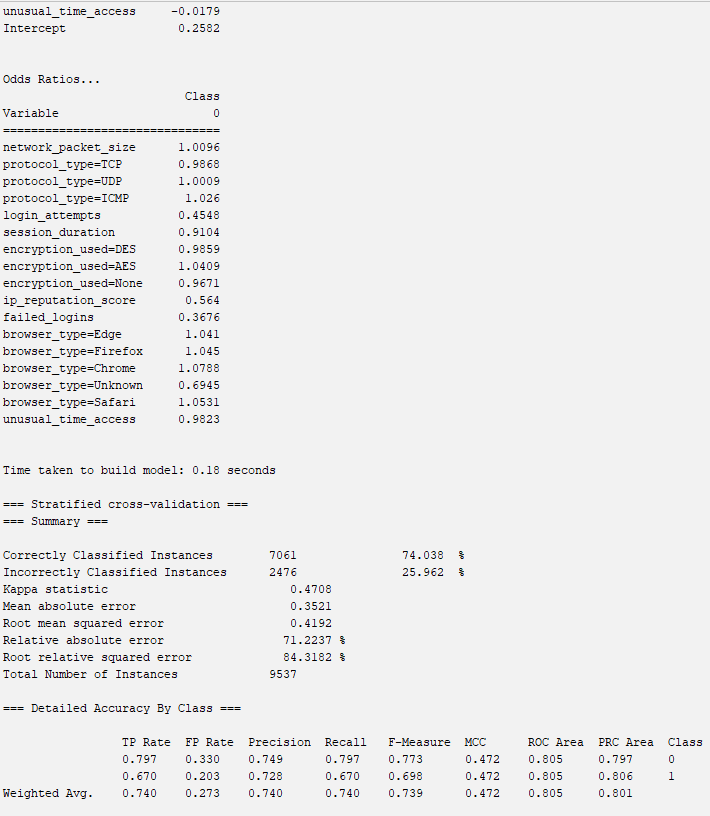 unusual_time_access     -0.0179
Intercept                0.2582
Odds Ratios...
                          Class
Variable                      0
===============================
network_packet_size      1.0096
protocol_type=TCP        0.9868
protocol_type=UDP        1.0009
protocol_type=ICMP        1.026
login_attempts           0.4548
session_duration         0.9104
encryption_used=DES      0.9859
encryption_used=AES      1.0409
encryption_used=None     0.9671
ip_reputation_score       0.564
failed_logins            0.3676
browser_type=Edge         1.041
browser_type=Firefox      1.045
browser_type=Chrome      1.0788
browser_type=Unknown     0.6945
browser_type=Safari      1.0531
unusual_time_access      0.9823
Time taken to build model: 0.18 seconds
=== Stratified cross-validation ===
=== Summary ===
Correctly Classified Instances        7061               74.038  %
Incorrectly Classified Instances      2476               25.962  %
Kappa statistic                          0.4708
Mean absolute error                      0.3521
Root mean squared error                  0.4192
Relative absolute error                 71.2237 %
Root relative squared error             84.3182 %
Total Number of Instances             9537
=== Detailed Accuracy By Class ===
                 TP Rate  FP Rate  Precision  Recall   F-Measure  MCC      ROC Area  PRC Area  Class
                 0.797    0.330    0.749      0.797    0.773      0.472    0.805     0.797     0
                 0.670    0.203    0.728      0.670    0.698      0.472    0.805     0.806     1
Weighted Avg.    0.740    0.273    0.740      0.740    0.739      0.472    0.805     0.801